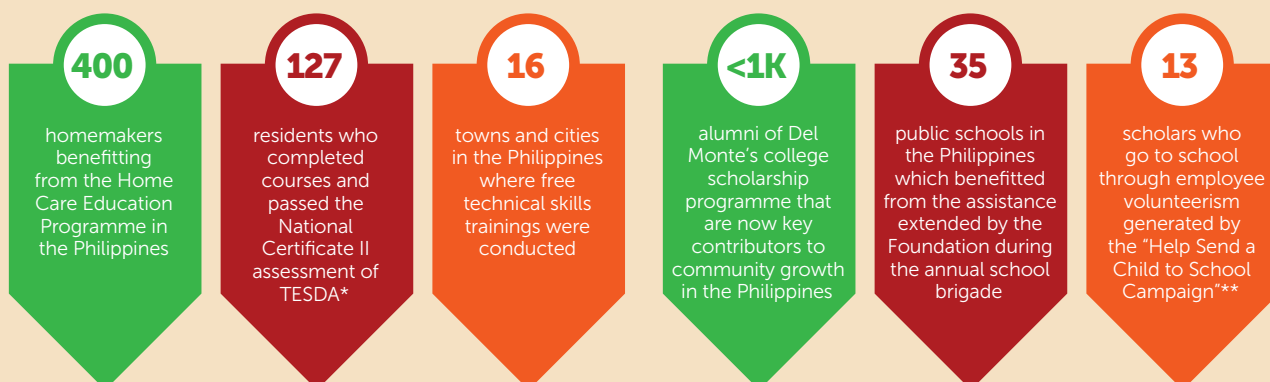 400
homemakers
benefitting
from the Home
Care Education
Programme in
the Philippines
127
residents who
completed
courses and
passed the
National
Certificate II
assessment of
TESDA*
16
towns and cities
in the Philippines
where free
technical skills
trainings were
conducted
<1K
alumni of Del
Monte’s college
scholarship
programme that
are now key
contributors to
community growth
in the Philippines
35
public schools in
the Philippines
which benefitted
from the assistance
extended by the
Foundation during
the annual school
brigade
13
scholars who
go to school
through employee
volunteerism
generated by
the “Help Send a
Child to School
Campaign”**